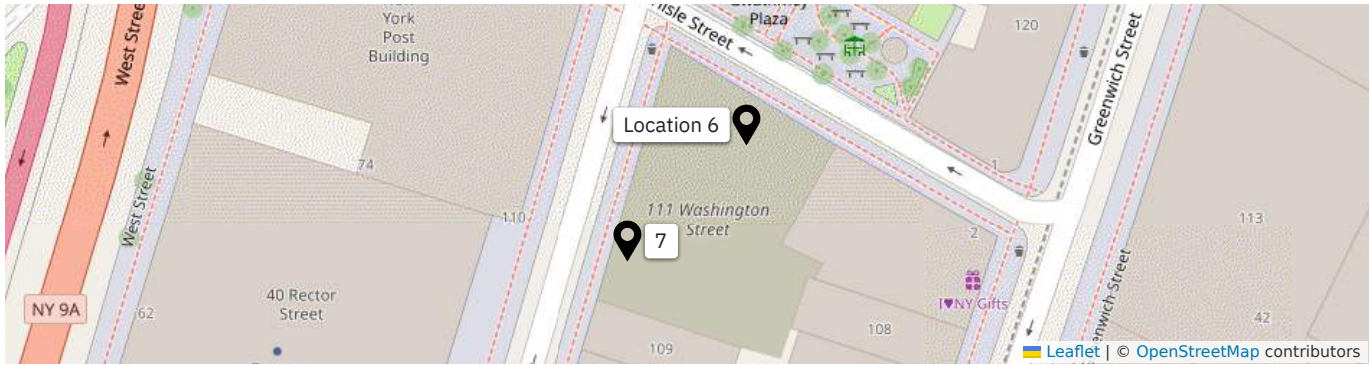 York
Post
Building
Plaza
120
West Street
Greenwich Street
Location 6
74
1
111 Washington
Street
110
113
7
2
West Street
40 Rector
Street
I♥NY Gifts
NY 9A
62
42
108
109
Leaflet | © OpenStreetMap contributors